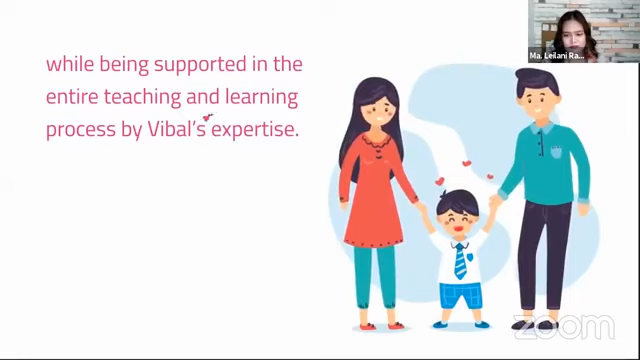 while being supported in the
entire teaching and learning
process by Vibal's expertise.
Ma. Leilani Ra...
zoom